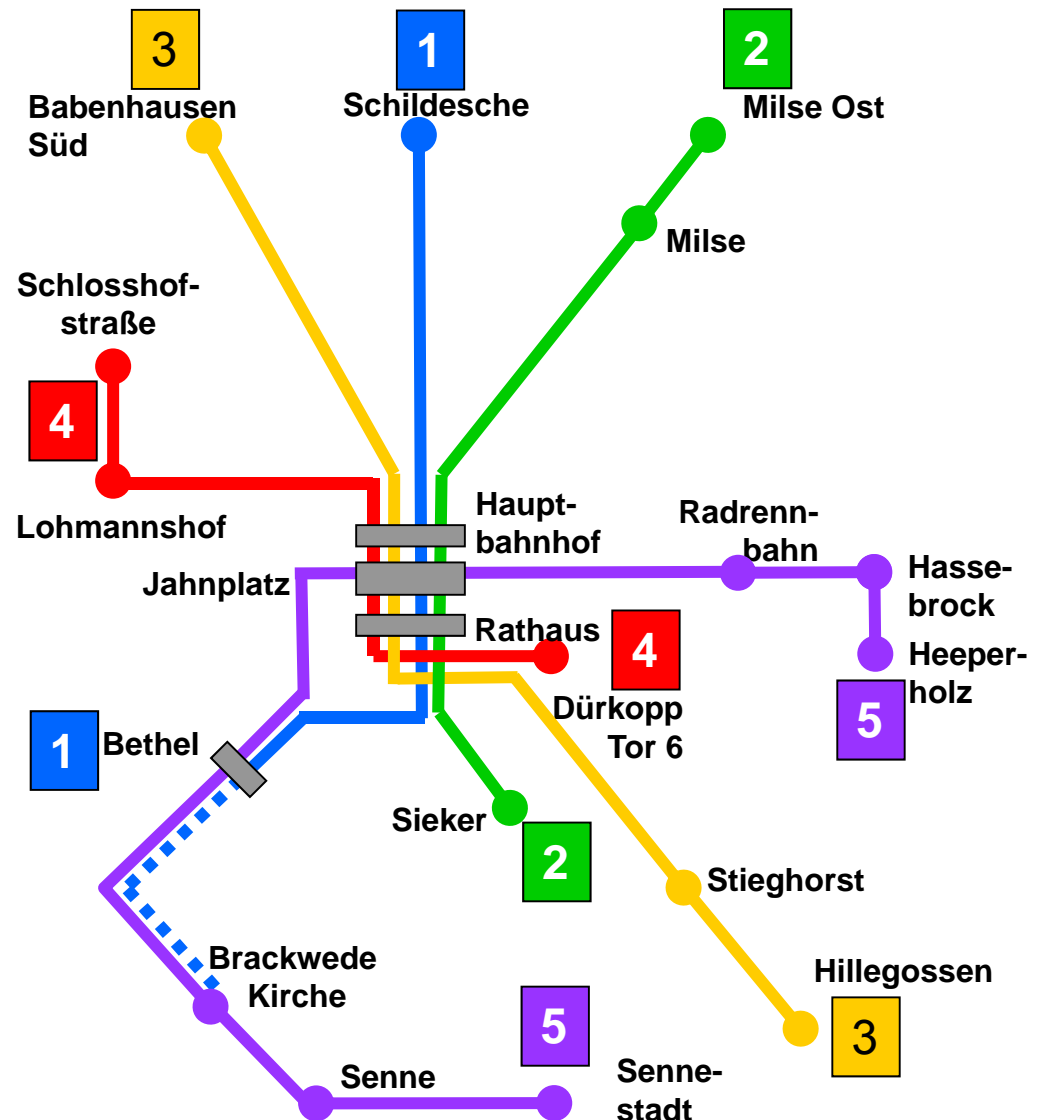 3
1
2
Babenhausen
Süd
Schildesche
Milse Ost
Milse
Schlosshof-
straße
4
Lohmannshof
Haupt-
bahnhof
Radrenn-
bahn
Jahnplatz
Hasse-
brock
Rathaus
4
Heeper-
holz
5
Dürkopp
Tor 6
1
Bethel
Sieker
2
Stieghorst
Brackwede
Kirche
Hillegossen
3
5
Senne
Senne-
stadt